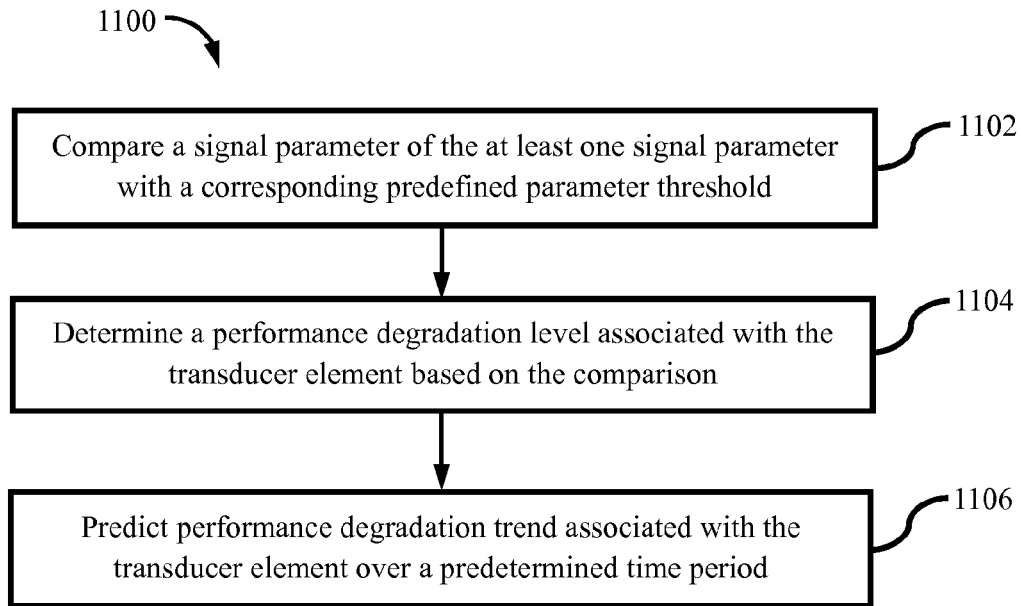 1100
Compare a signal parameter of the at least one signal parameter
with a corresponding predefined parameter threshold
1102
Determine a performance degradation level associated with the
transducer element based on the comparison
1104
Predict performance degradation trend associated with the
transducer element over a predetermined time period
1106